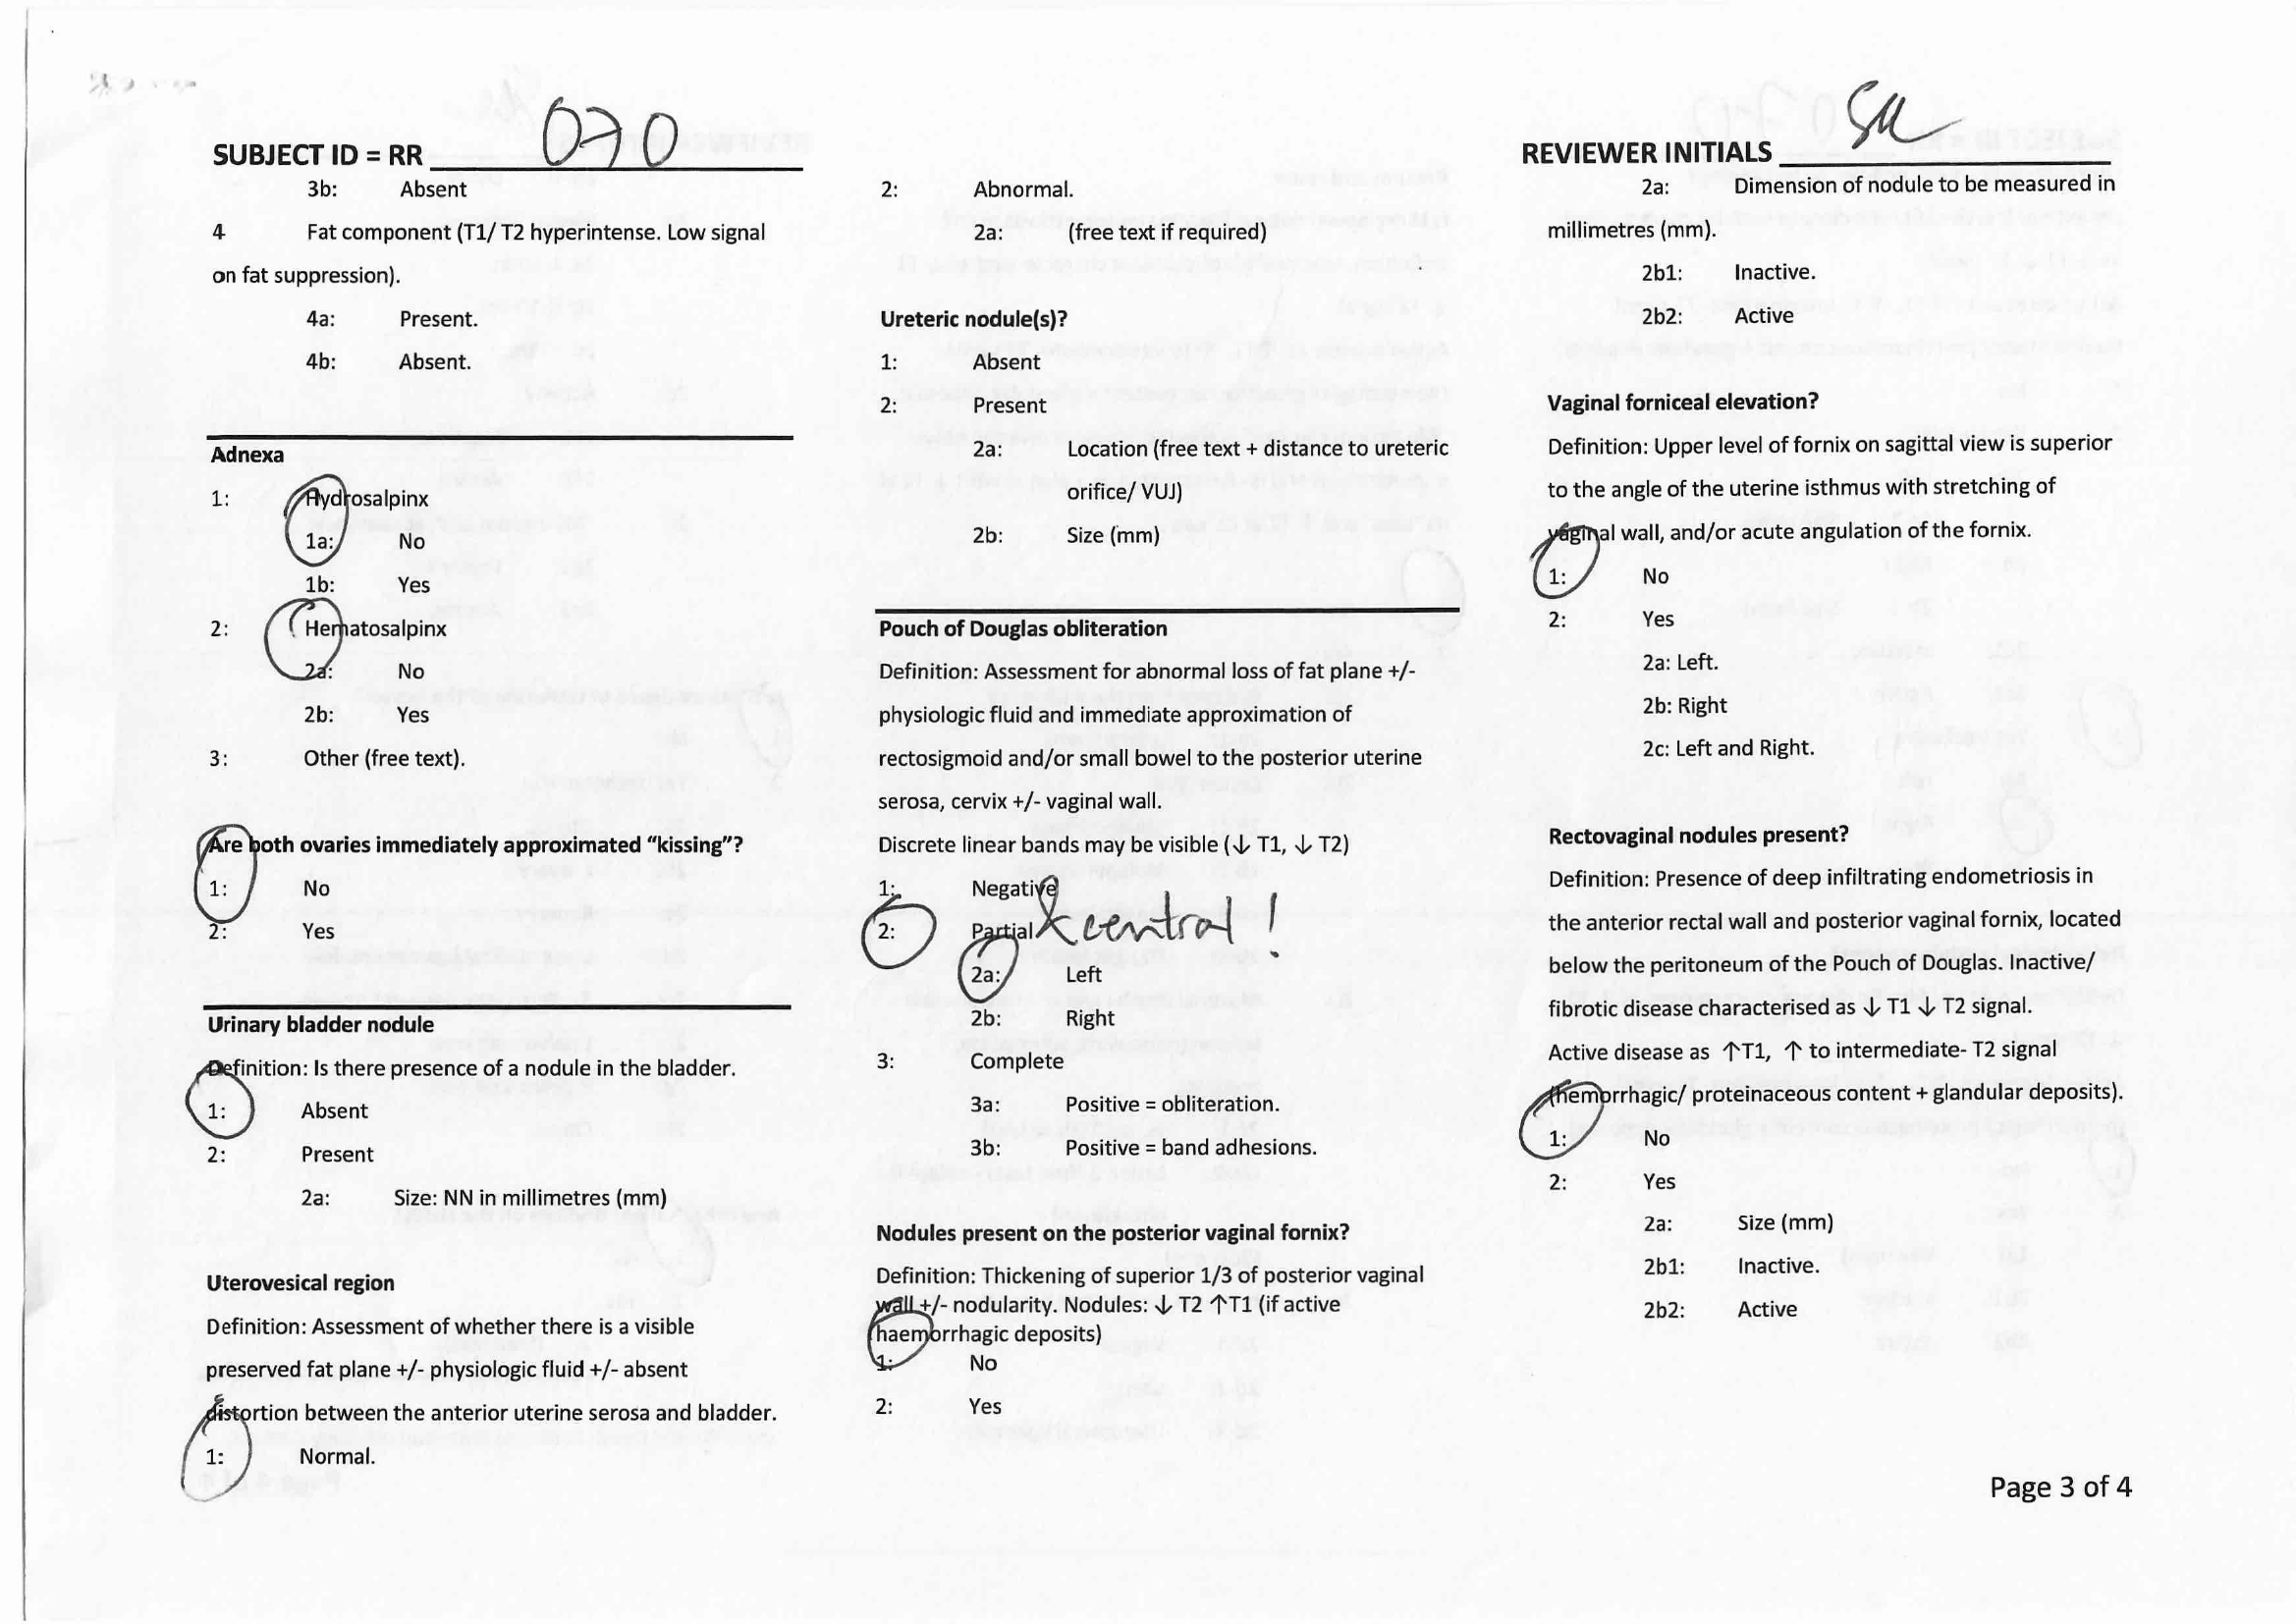 SUBJECT ID = RR 070
3b: Absent
4 Fat component (T1/ T2 hyperintense. Low signal
on fat suppression).
4a: Present.
4b: Absent.
Adnexa
1: Hydrosalpinx
1a: No
1b: Yes
2: Hematosalpinx
2a: No
2b: Yes
3: Other (free text).
Are both ovaries immediately approximated “kissing”?
1: No
2: Yes
Urinary bladder nodule
Definition: Is there presence of a nodule in the bladder.
1: Absent
2: Present
2a: Size: NN in millimetres (mm)
Uterovesical region
Definition: Assessment of whether there is a visible
preserved fat plane +/- physiologic fluid +/- absent
distortion between the anterior uterine serosa and bladder.
1: Normal.
2: Abnormal.
2a: (free text if required)
Ureteric nodule(s)?
1: Absent
2: Present
2a: Location (free text + distance to ureteric
orifice/ VUJ)
2b: Size (mm)
Pouch of Douglas obliteration
Definition: Assessment for abnormal loss of fat plane +/-
physiologic fluid and immediate approximation of
rectosigmoid and/or small bowel to the posterior uterine
serosa, cervix +/- vaginal wall.
Discrete linear bands may be visible (↓ T1, ↓ T2)
1: Negative
2: Partial & central!
2a: Left
2b: Right
3: Complete
3a: Positive = obliteration.
3b: Positive = band adhesions.
Nodules present on the posterior vaginal fornix?
Definition: Thickening of superior 1/3 of posterior vaginal
wall +/- nodularity. Nodules: ↓ T2 ↑T1 (if active
haemorrhagic deposits)
1: No
2: Yes
REVIEWER INITIALS SM
2a: Dimension of nodule to be measured in
millimetres (mm).
2b1: Inactive.
2b2: Active
Vaginal forniceal elevation?
Definition: Upper level of fornix on sagittal view is superior
to the angle of the uterine isthmus with stretching of
vaginal wall, and/or acute angulation of the fornix.
1: No
2: Yes
2a: Left.
2b: Right
2c: Left and Right.
Rectovaginal nodules present?
Definition: Presence of deep infiltrating endometriosis in
the anterior rectal wall and posterior vaginal fornix, located
below the peritoneum of the Pouch of Douglas. Inactive/
fibrotic disease characterised as ↓ T1 ↓ T2 signal.
Active disease as ↑T1, ↑ to intermediate- T2 signal
(hemorrhagic/ proteinaceous content + glandular deposits).
1: No
2: Yes
2a: Size (mm)
2b1: Inactive.
2b2: Active
Page 3 of 4